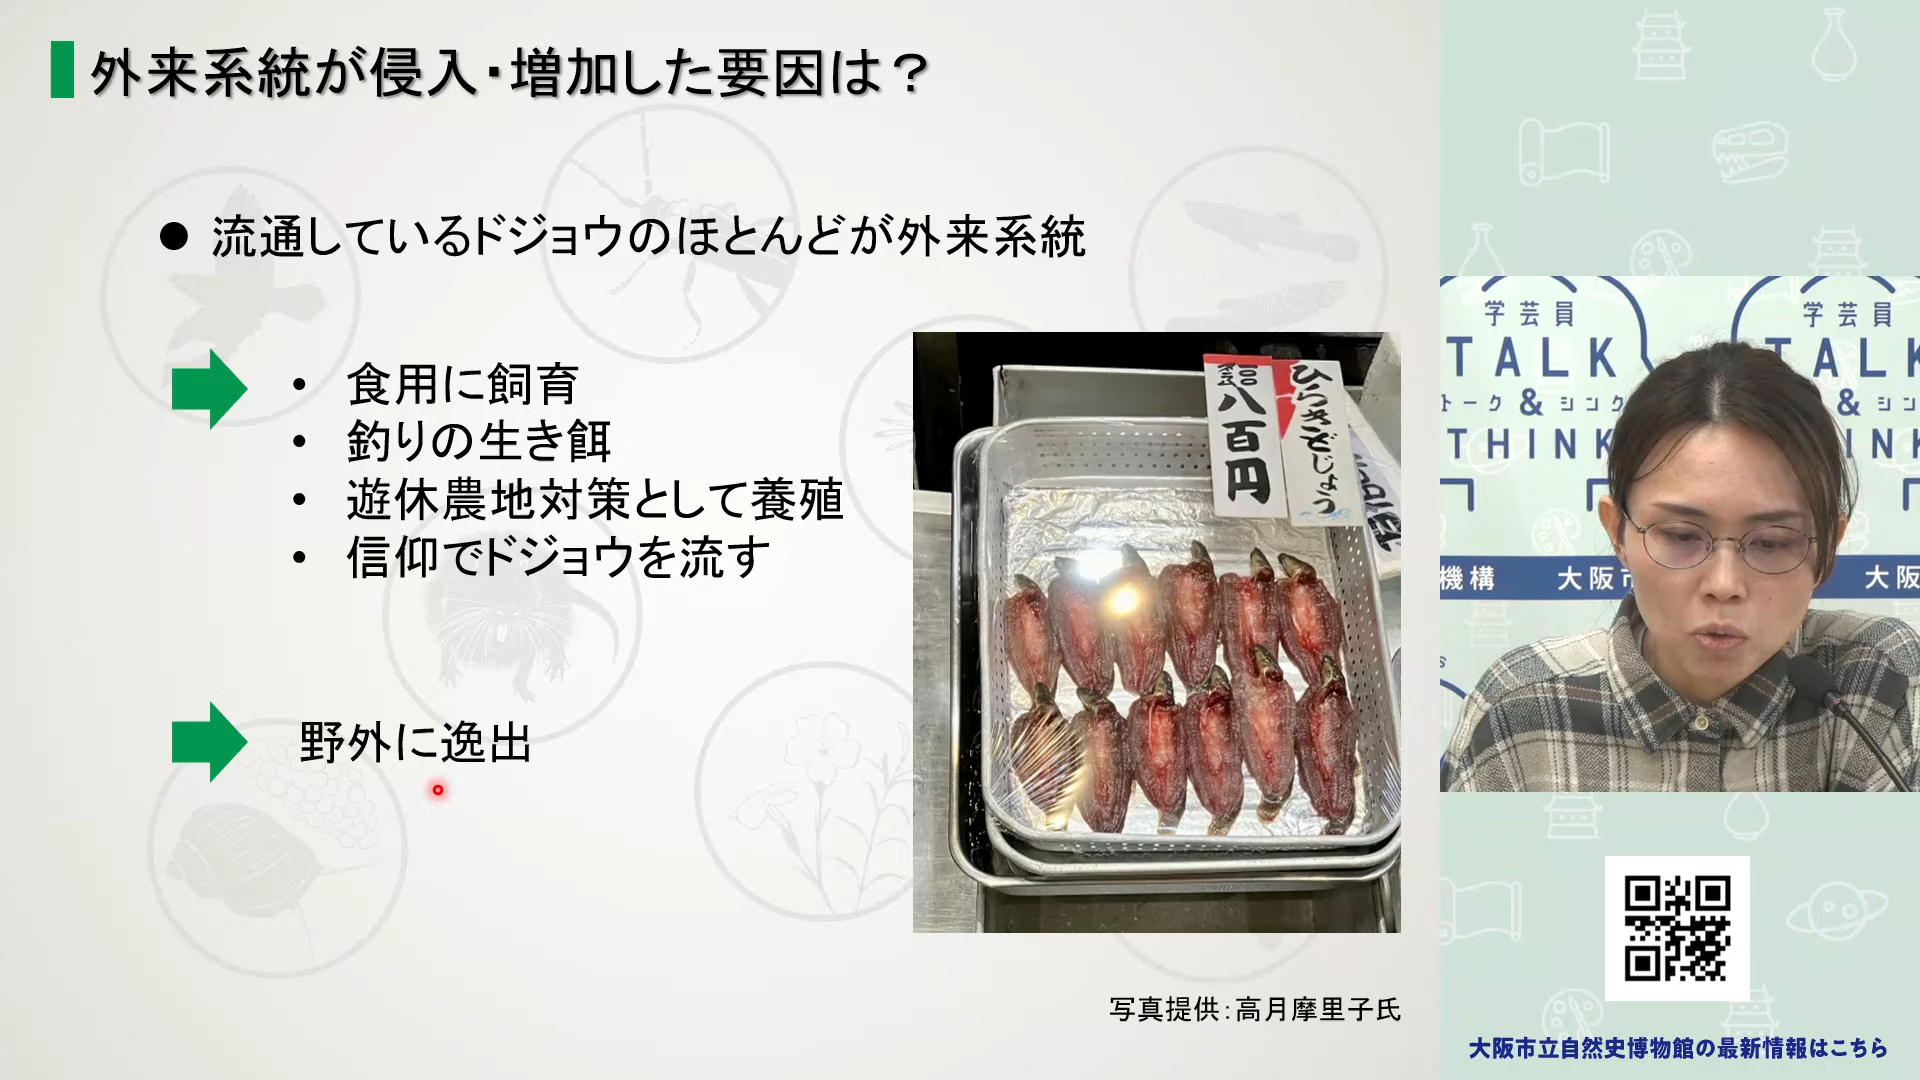 外来系統が侵入・増加した要因は？
● 流通しているドジョウのほとんどが外来系統
• 食用に飼育
• 釣りの生き餌
• 遊休農地対策として養殖
• 信仰でドジョウを流す
野外に逸出
八百円
ひらきどじょう
写真提供：高月摩里子氏
学芸員
TALK
トーク & シンク
THINK
機構
大阪市
学芸員
TALK
& シン
INK
大阪
大阪市立自然史博物館の最新情報はこちら